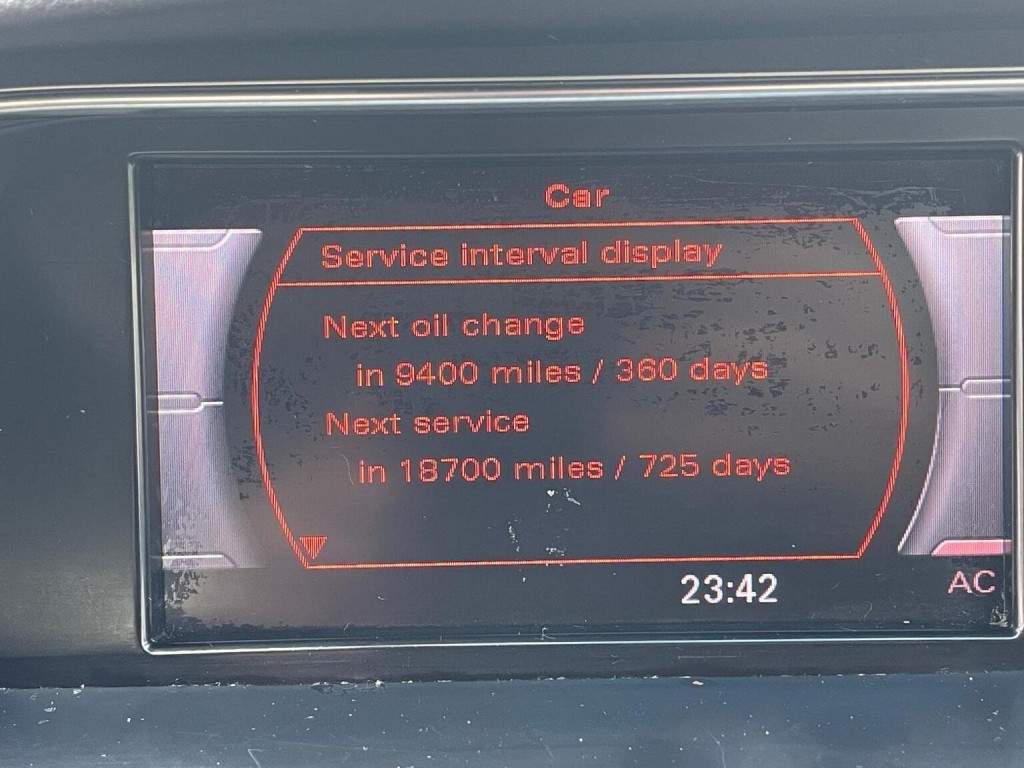 Car
Service interval display
Next oil change
in 9400 miles / 360 days
Next service
in 18700 miles / 725 days
23:42
AC